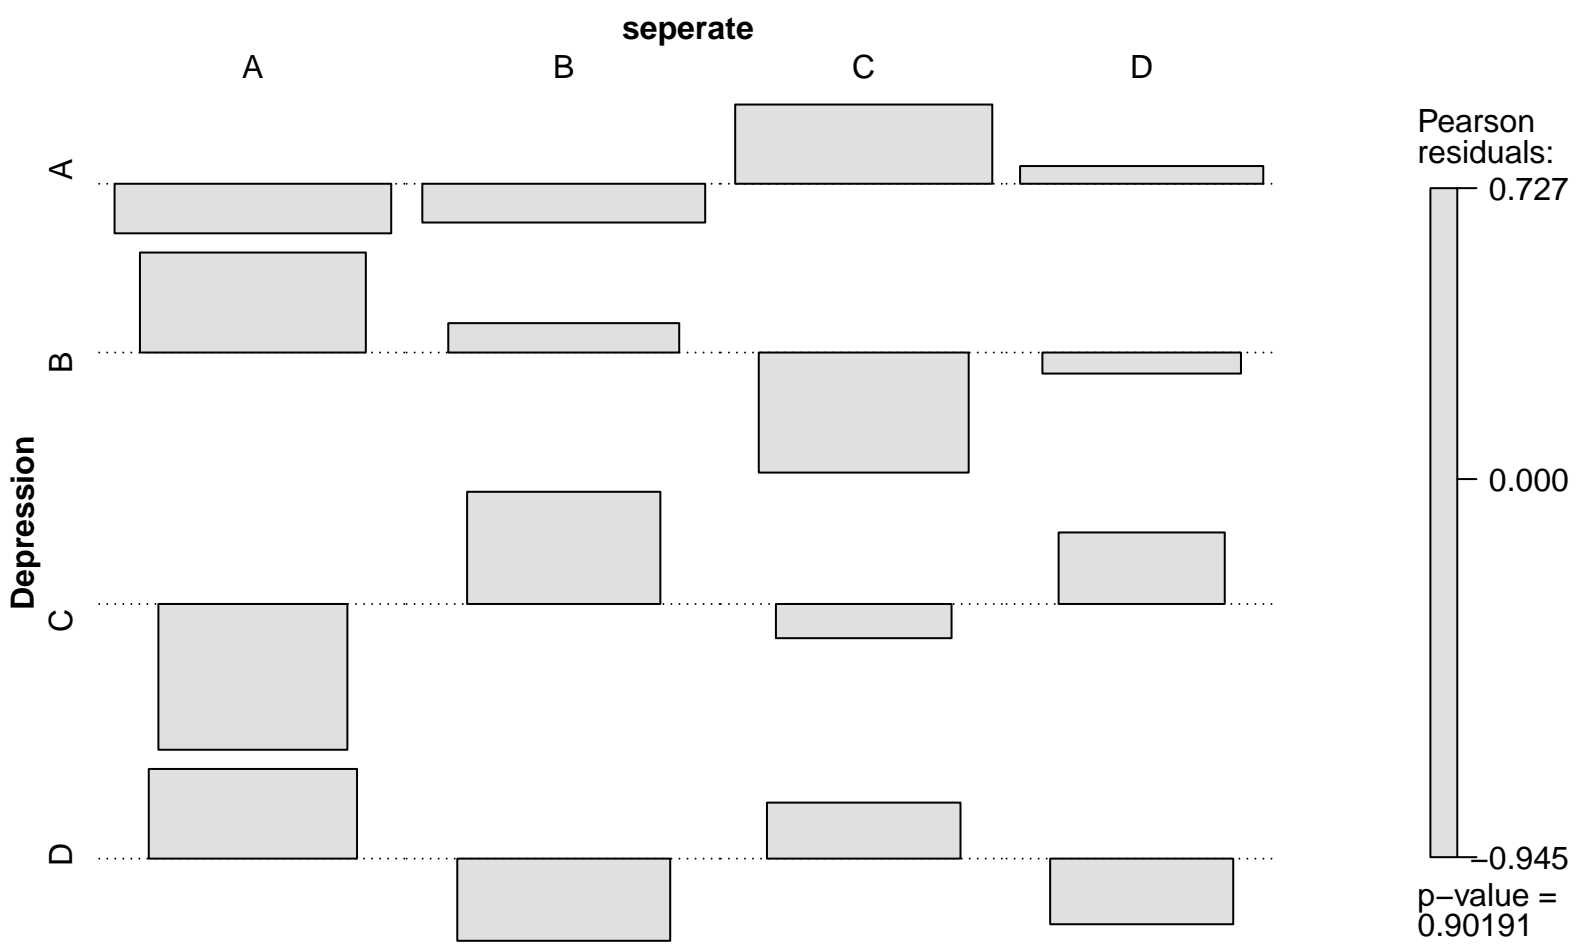 seperate
A B C D
Depression
A
B
C
D
Pearson
residuals:
0.727
0.000
−0.945
p−value =
0.90191